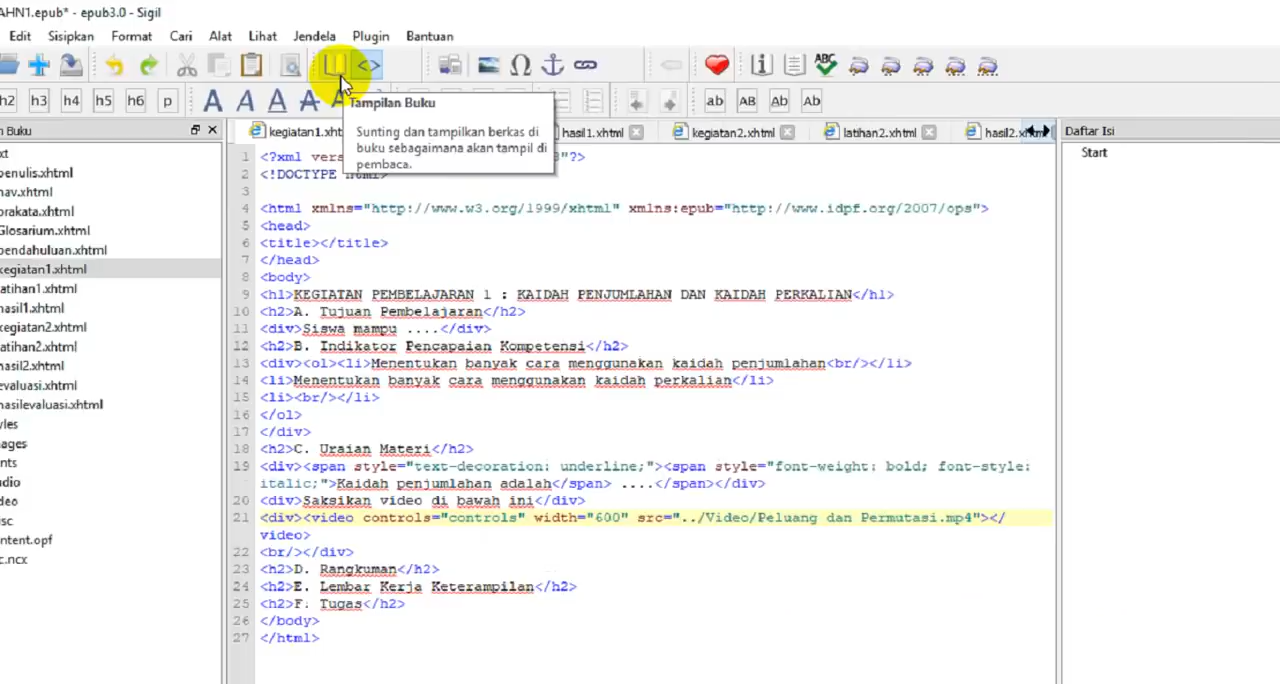 AHN1.epub* - epub3.0 - Sigil
Edit Sisipkan Format Cari Alat Lihat Jendela Plugin Bantuan
h2 h3 h4 h5 h6 p A A A A ab AB Ab Ab
Tampilan Buku
Sunting dan tampilkan berkas di
buku sebagaimana akan tampil di
pembaca.
n Buku
kegiatan1.xht hasil1.xhtml kegiatan2.xhtml latihan2.xhtml hasil2.x
Daftar Isi
Start
xt
penulis.xhtml
nav.xhtml
prakata.xhtml
Glosarium.xhtml
pendahuluan.xhtml
kegiatan1.xhtml
latihan1.xhtml
hasil1.xhtml
kegiatan2.xhtml
latihan2.xhtml
hasil2.xhtml
evaluasi.xhtml
hasilevaluasi.xhtml
yles
ages
nts
udio
deo
isc
ntent.opf
c.ncx
1 <?xml vers "?>
2 <!DOCTYPE html>
3
4 <html xmlns="http://www.w3.org/1999/xhtml" xmlns:epub="http://www.idpf.org/2007/ops">
5 <head>
6 <title></title>
7 </head>
8 <body>
9 <h1>KEGIATAN PEMBELAJARAN 1 : KAIDAH PENJUMLAHAN DAN KAIDAH PERKALIAN</h1>
10 <h2>A. Tujuan Pembelajaran</h2>
11 <div>Siswa mampu ....</div>
12 <h2>B. Indikator Pencapaian Kompetensi</h2>
13 <div><ol><li>Menentukan banyak cara menggunakan kaidah penjumlahan<br/></li>
14 <li>Menentukan banyak cara menggunakan kaidah perkalian</li>
15 <li><br/></li>
16 </ol>
17 </div>
18 <h2>C. Uraian Materi</h2>
19 <div><span style="text-decoration: underline;"><span style="font-weight: bold; font-style:
italic;">Kaidah penjumlahan adalah</span> ....</span></div>
20 <div>Saksikan video di bawah ini</div>
21 <div><video controls="controls" width="600" src="../Video/Peluang dan Permutasi.mp4"></
video>
22 <br/></div>
23 <h2>D. Rangkuman</h2>
24 <h2>E. Lembar Kerja Keterampilan</h2>
25 <h2>F. Tugas</h2>
26 </body>
27 </html>